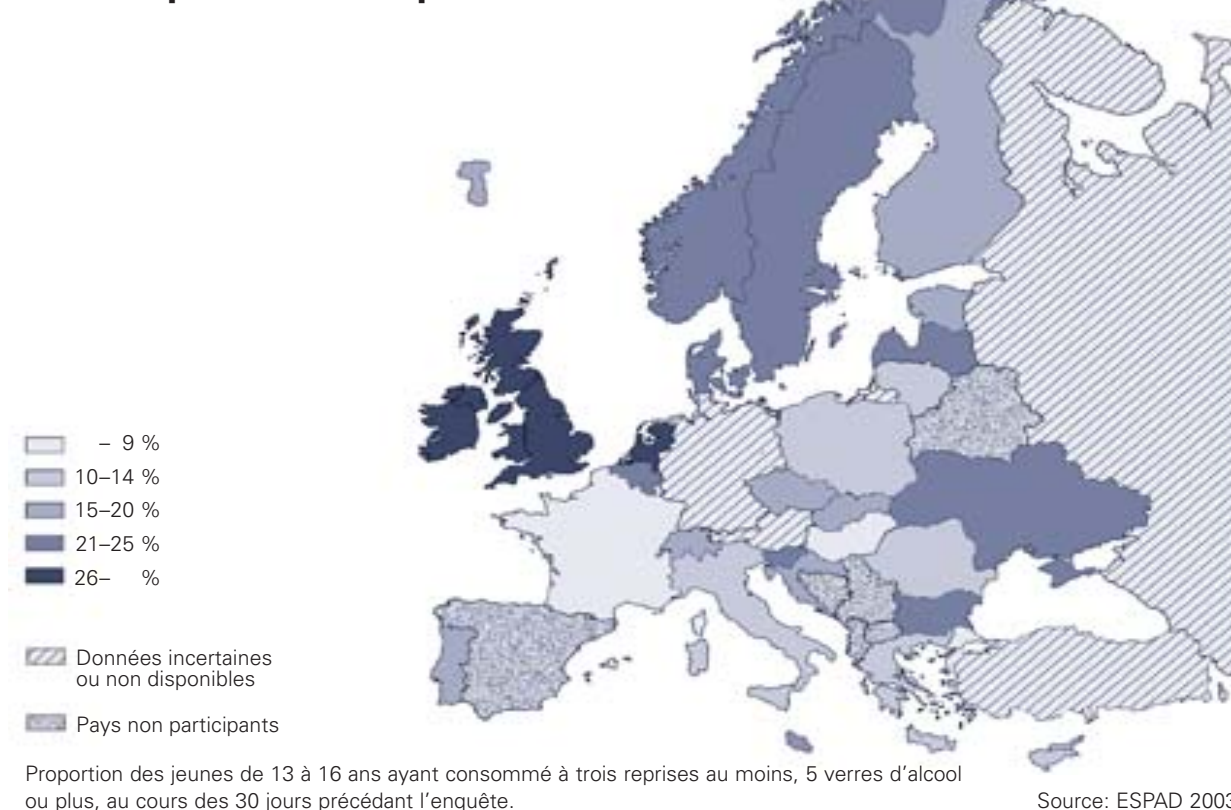 – 9 %
10–14 %
15–20 %
21–25 %
26– %
Données incertaines
ou non disponibles
Pays non participants
Proportion des jeunes de 13 à 16 ans ayant consommé à trois reprises au moins, 5 verres d’alcool
ou plus, au cours des 30 jours précédant l’enquête.
Source: ESPAD 2003